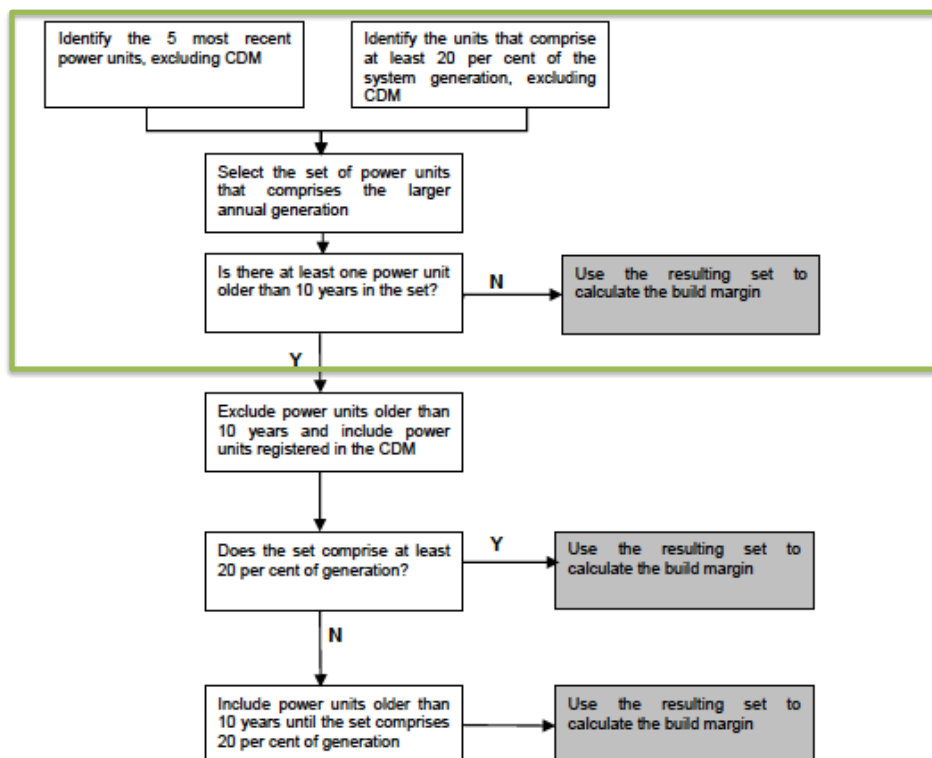 Identify the 5 most recent
power units, excluding CDM
Identify the units that comprise
at least 20 per cent of the
system generation, excluding
CDM
Select the set of power units
that comprises the larger
annual generation
Is there at least one power unit
older than 10 years in the set?
N
Use the resulting set to
calculate the build margin
Y
Exclude power units older than
10 years and include power
units registered in the CDM
Does the set comprise at least
20 per cent of generation?
Y
Use the resulting set to
calculate the build margin
N
Include power units older than
10 years until the set comprises
20 per cent of generation
Use the resulting set to
calculate the build margin